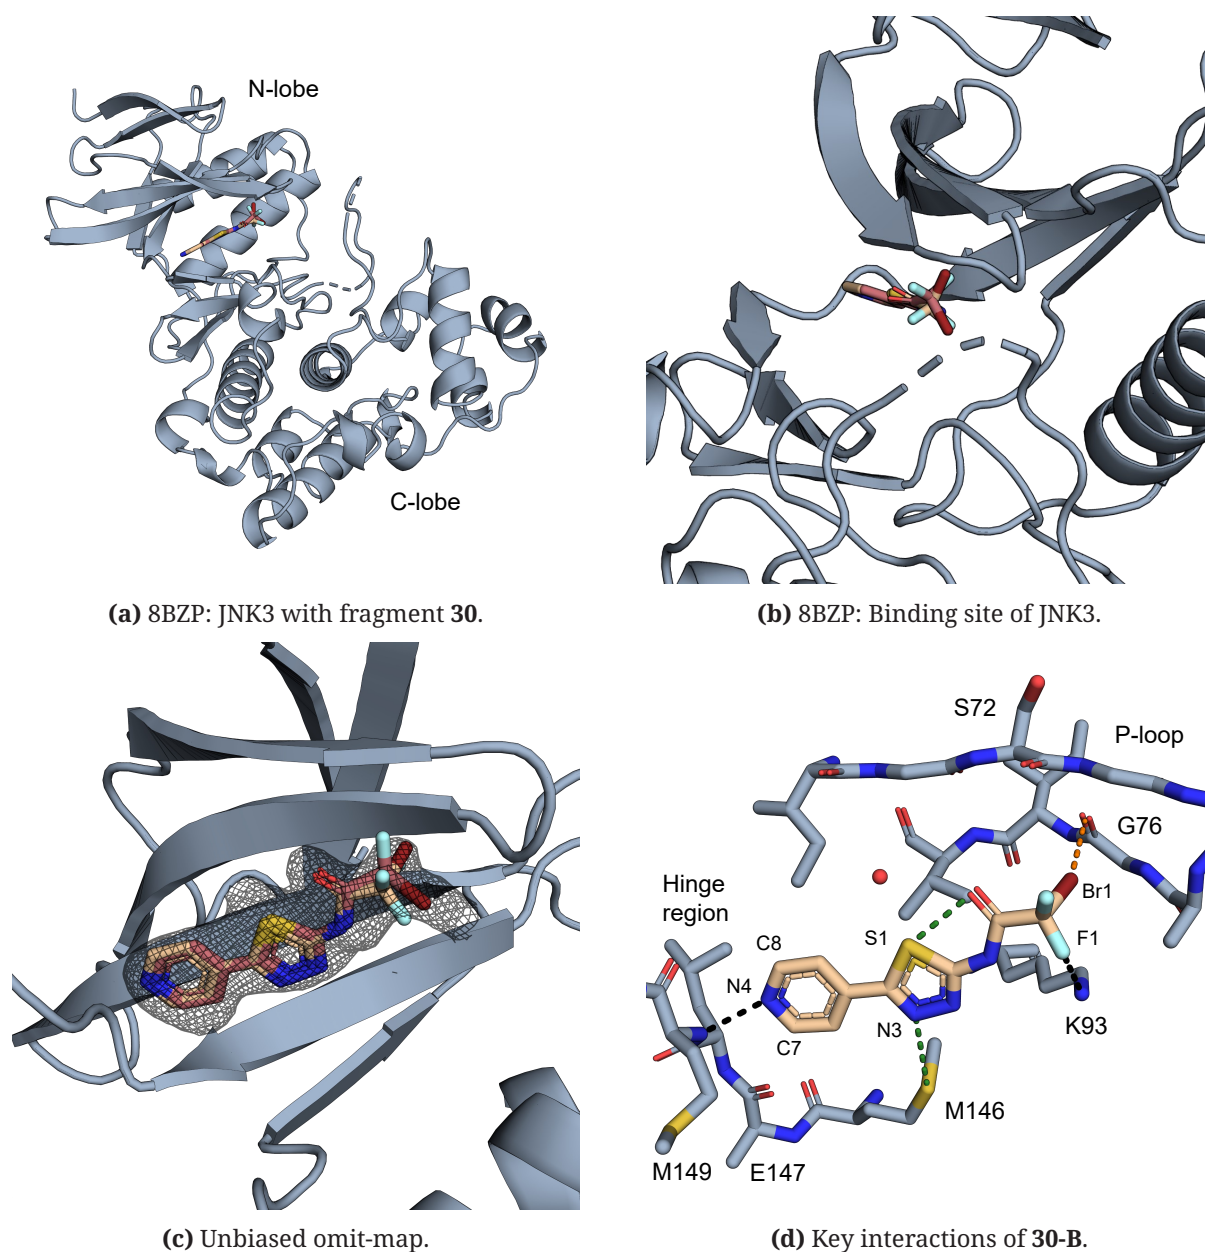 N-lobe
C-lobe
(a) 8BZP: JNK3 with fragment 30.
(b) 8BZP: Binding site of JNK3.
(c) Unbiased omit-map.
S72
P-loop
G76
Hinge
region
Br1
S1
F1
C8
N4
K93
C7
N3
M146
M149
E147
(d) Key interactions of 30-B.